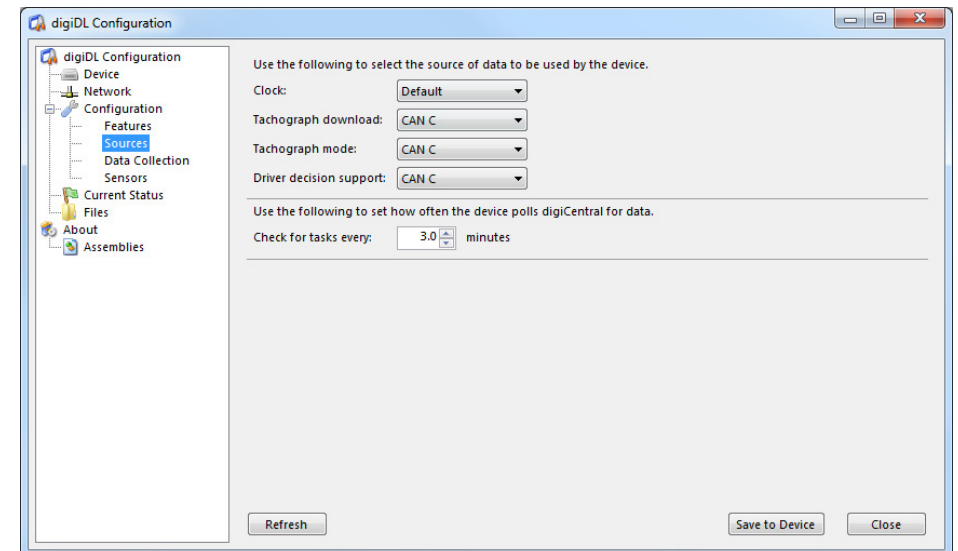 digiDL Configuration
digiDL Configuration
Device
Network
Configuration
Features
Sources
Data Collection
Sensors
Current Status
Files
About
Assemblies
Use the following to select the source of data to be used by the device.
Clock: Default
Tachograph download: CAN C
Tachograph mode: CAN C
Driver decision support: CAN C
Use the following to set how often the device polls digiCentral for data.
Check for tasks every: 3.0 minutes
Refresh Save to Device Close